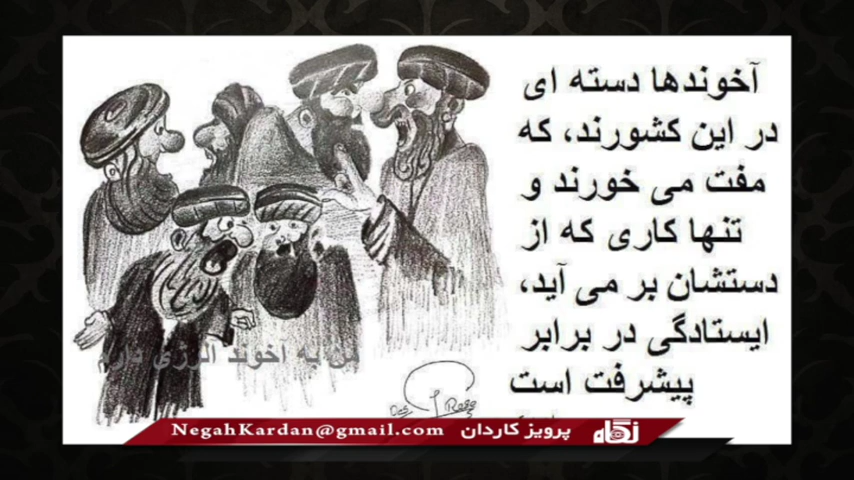 آخوندها دسته ای
در این کشورند، که
مفت می خورند و
تنها کاری که از
دستشان بر می آید،
ایستادگی در برابر
پیشرفت است
من به آخوند آلرژی دارم
نگاه
پرویز کاردان
NegahKardan@gmail.com